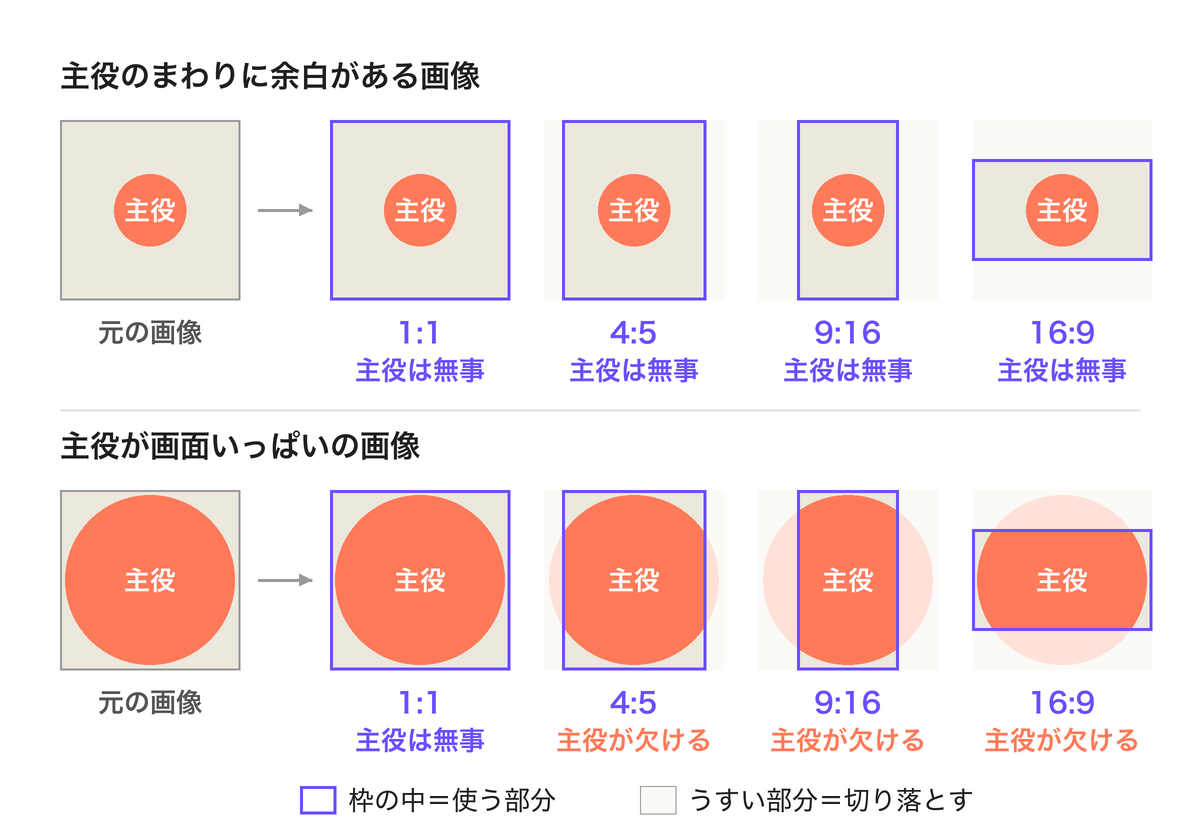 主役のまわりに余白がある画像
主役
主役
主役
主役
主役
元の画像
1:1
4:5
9:16
16:9
主役は無事
主役は無事
主役は無事
主役は無事
主役が画面いっぱいの画像
主役
主役
主役
主役
主役
元の画像
1:1
4:5
9:16
16:9
主役は無事
主役が欠ける
主役が欠ける
主役が欠ける
枠の中＝使う部分
うすい部分＝切り落とす